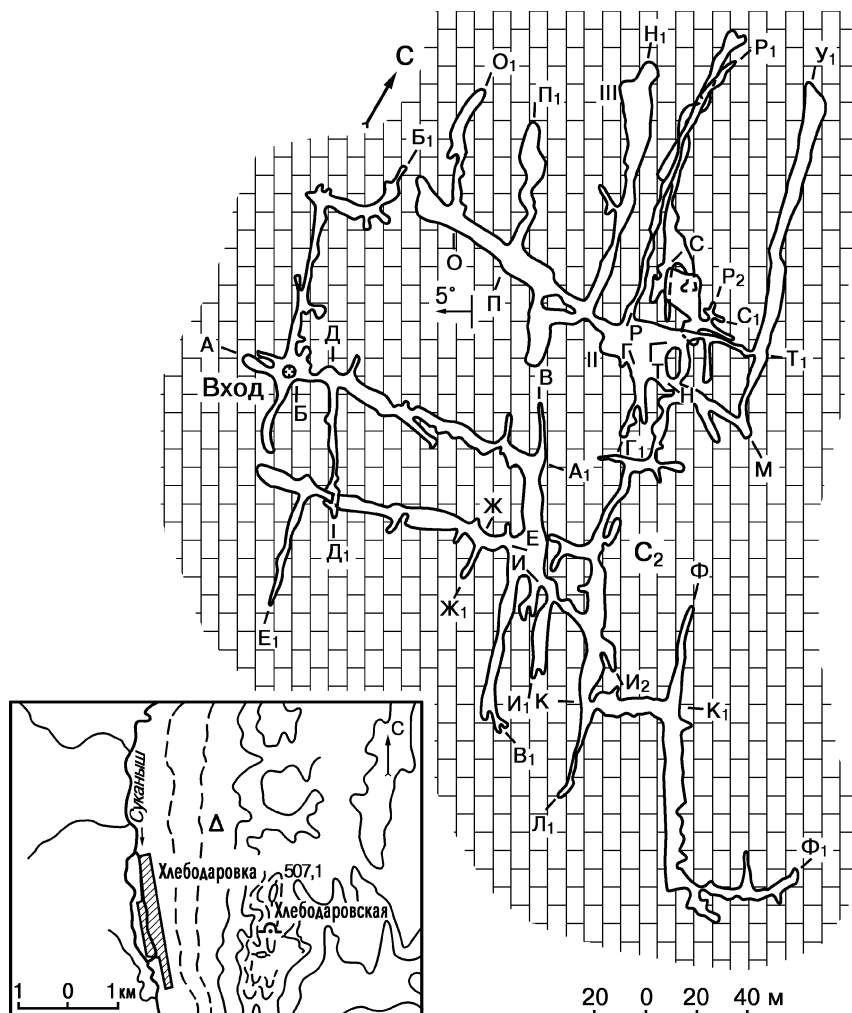 С
О₁
П₁
Н₁
III
Р₁
У₁
Б₁
О
П
5°
С
Р₂
С₁
А
Вход
Д
Б
II
Р
Г
Г
Т
Н
Т₁
В
М
А₁
Г₁
Ж
Е
И
С₂
Д₁
Ж₁
Ф
Е₁
И₁
К
И₂
К₁
В₁
Л₁
Ф₁
С
Суканыш
Δ
Хлебодаровка
507,1
Хлебодаровская
1 0 1 км
20 0 20 40 м